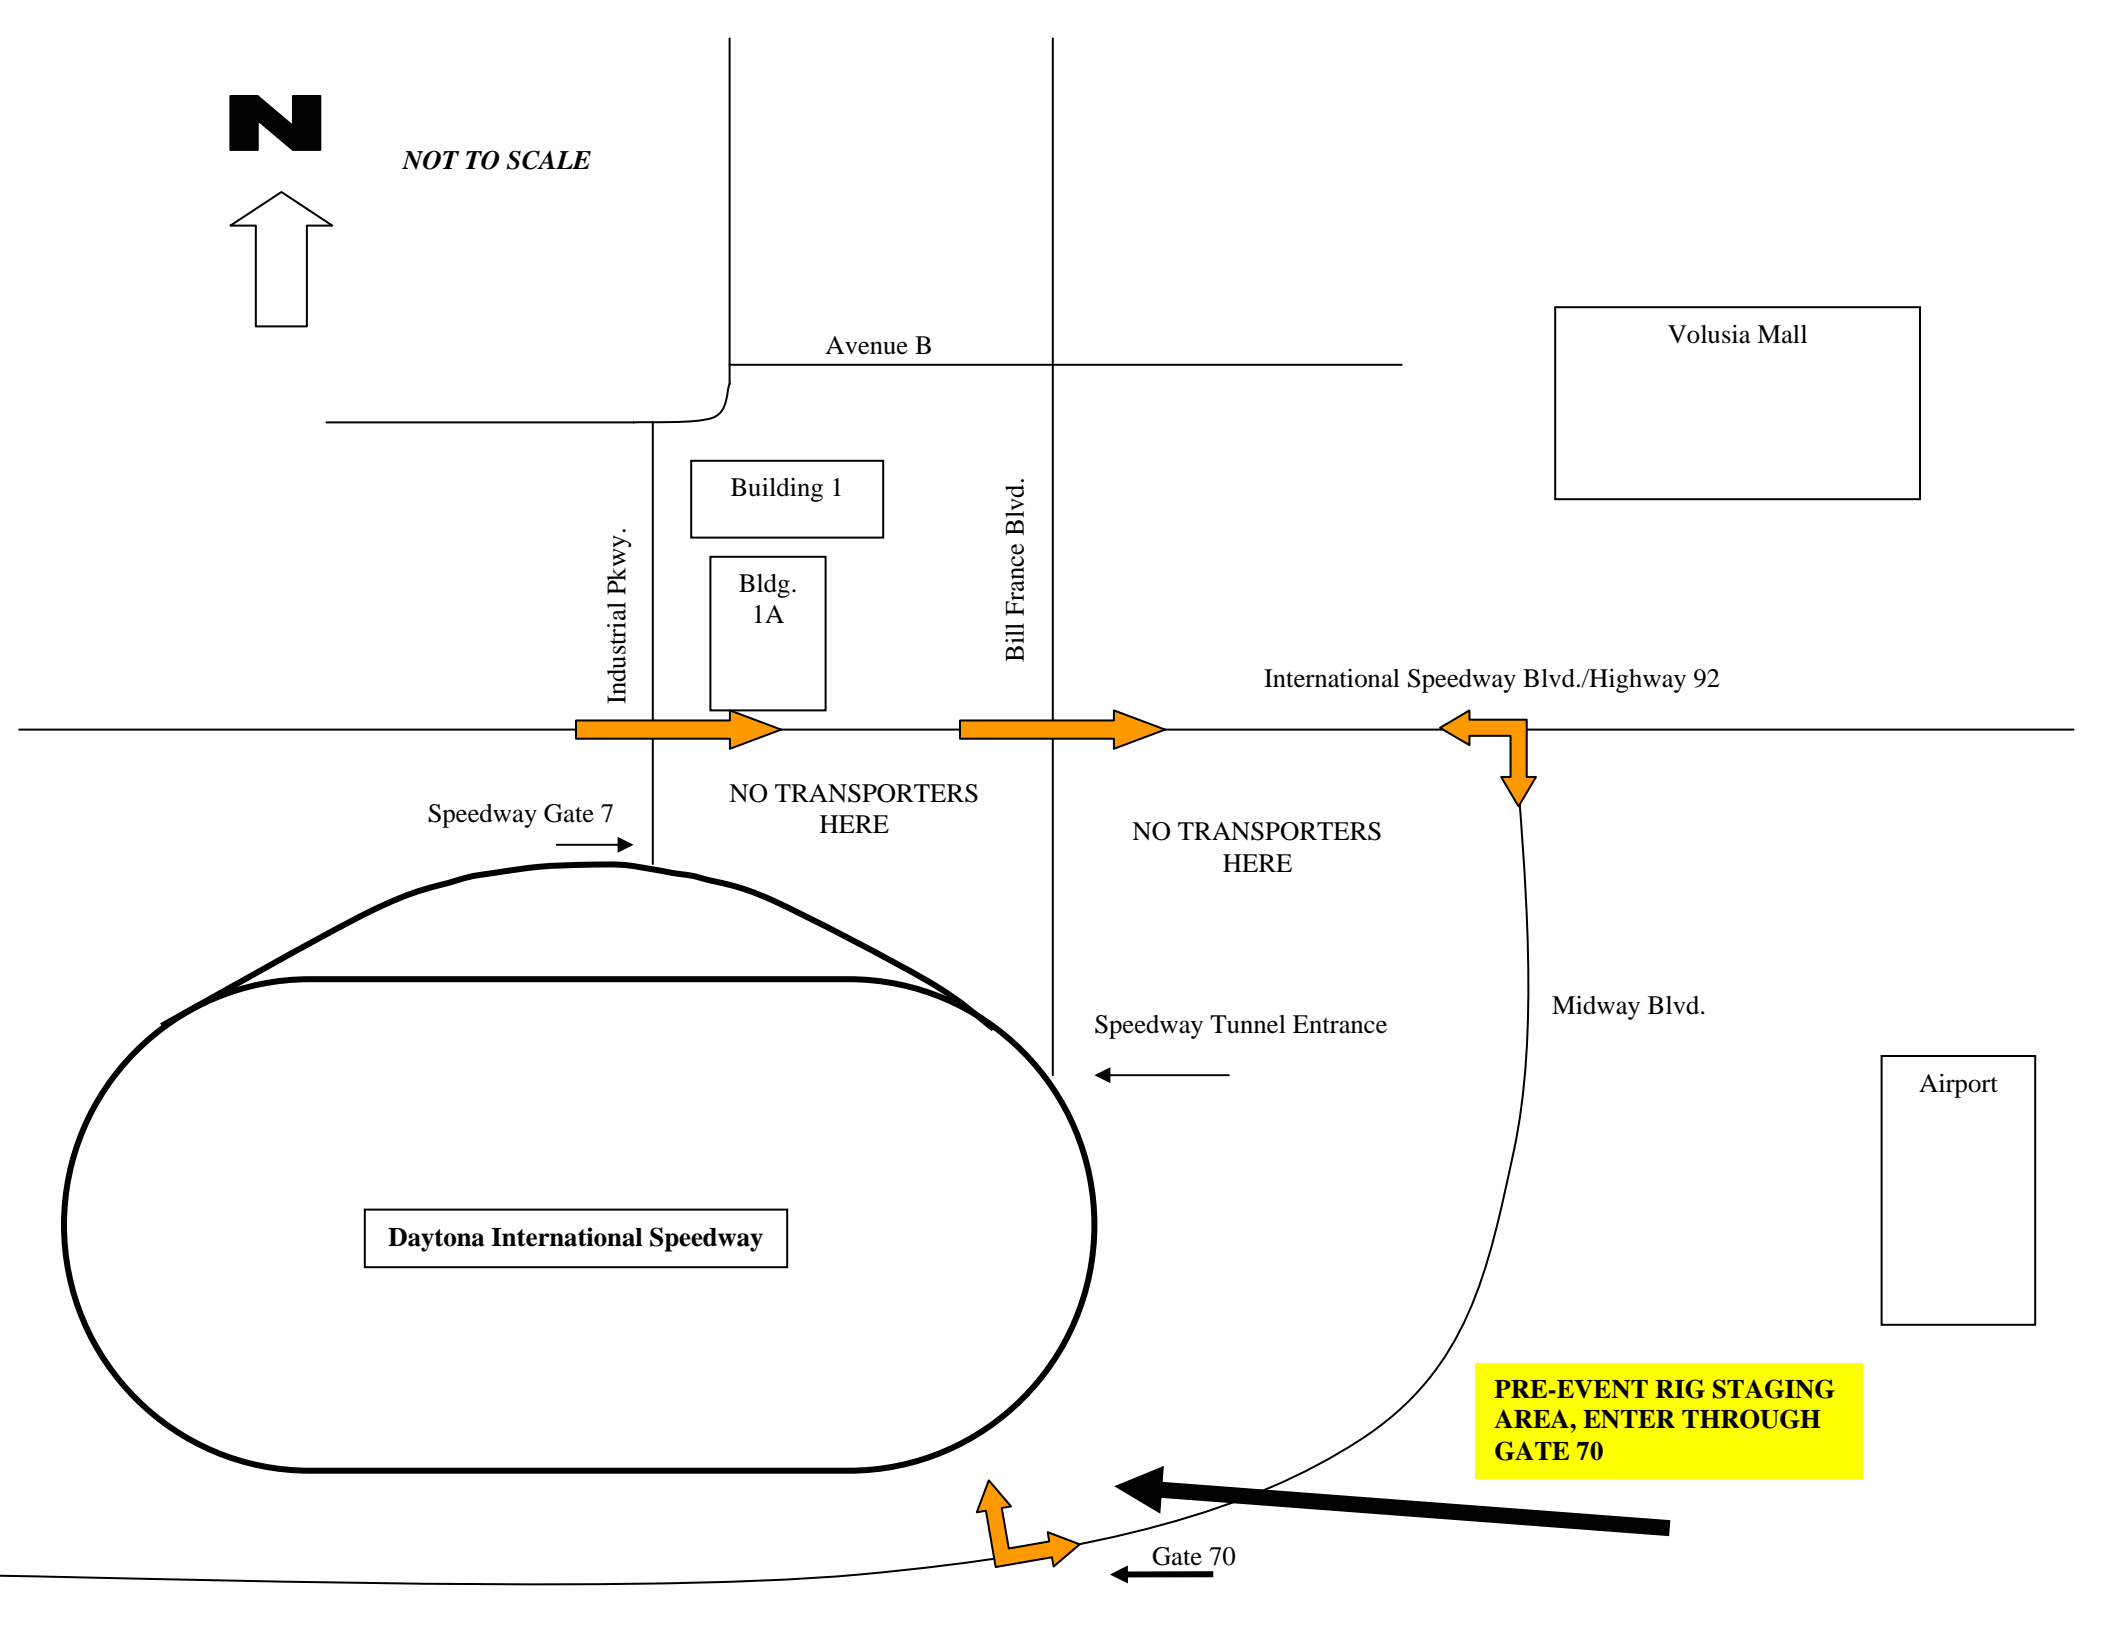 N
NOT TO SCALE
Volusia Mall
Avenue B
Building 1
Bill France Blvd.
Industrial Pkwy.
Bldg.
1A
International Speedway Blvd./Highway 92
NO TRANSPORTERS
HERE
Speedway Gate 7
NO TRANSPORTERS
HERE
Midway Blvd.
Speedway Tunnel Entrance
Airport
Daytona International Speedway
PRE-EVENT RIG STAGING
AREA, ENTER THROUGH
GATE 70
Gate 70